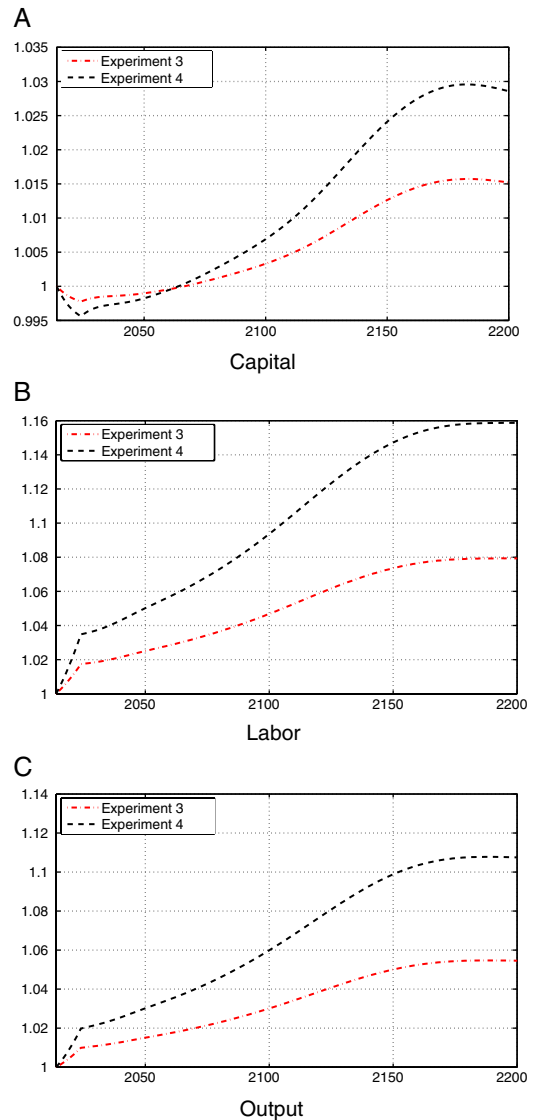 A
1.035
1.03
1.025
1.02
1.015
1.01
1.005
1
0.995
Experiment 3
Experiment 4
2050 2100 2150 2200
Capital
B
1.16
1.14
1.12
1.1
1.08
1.06
1.04
1.02
1
Experiment 3
Experiment 4
2050 2100 2150 2200
Labor
C
1.14
1.12
1.1
1.08
1.06
1.04
1.02
1
Experiment 3
Experiment 4
2050 2100 2150 2200
Output